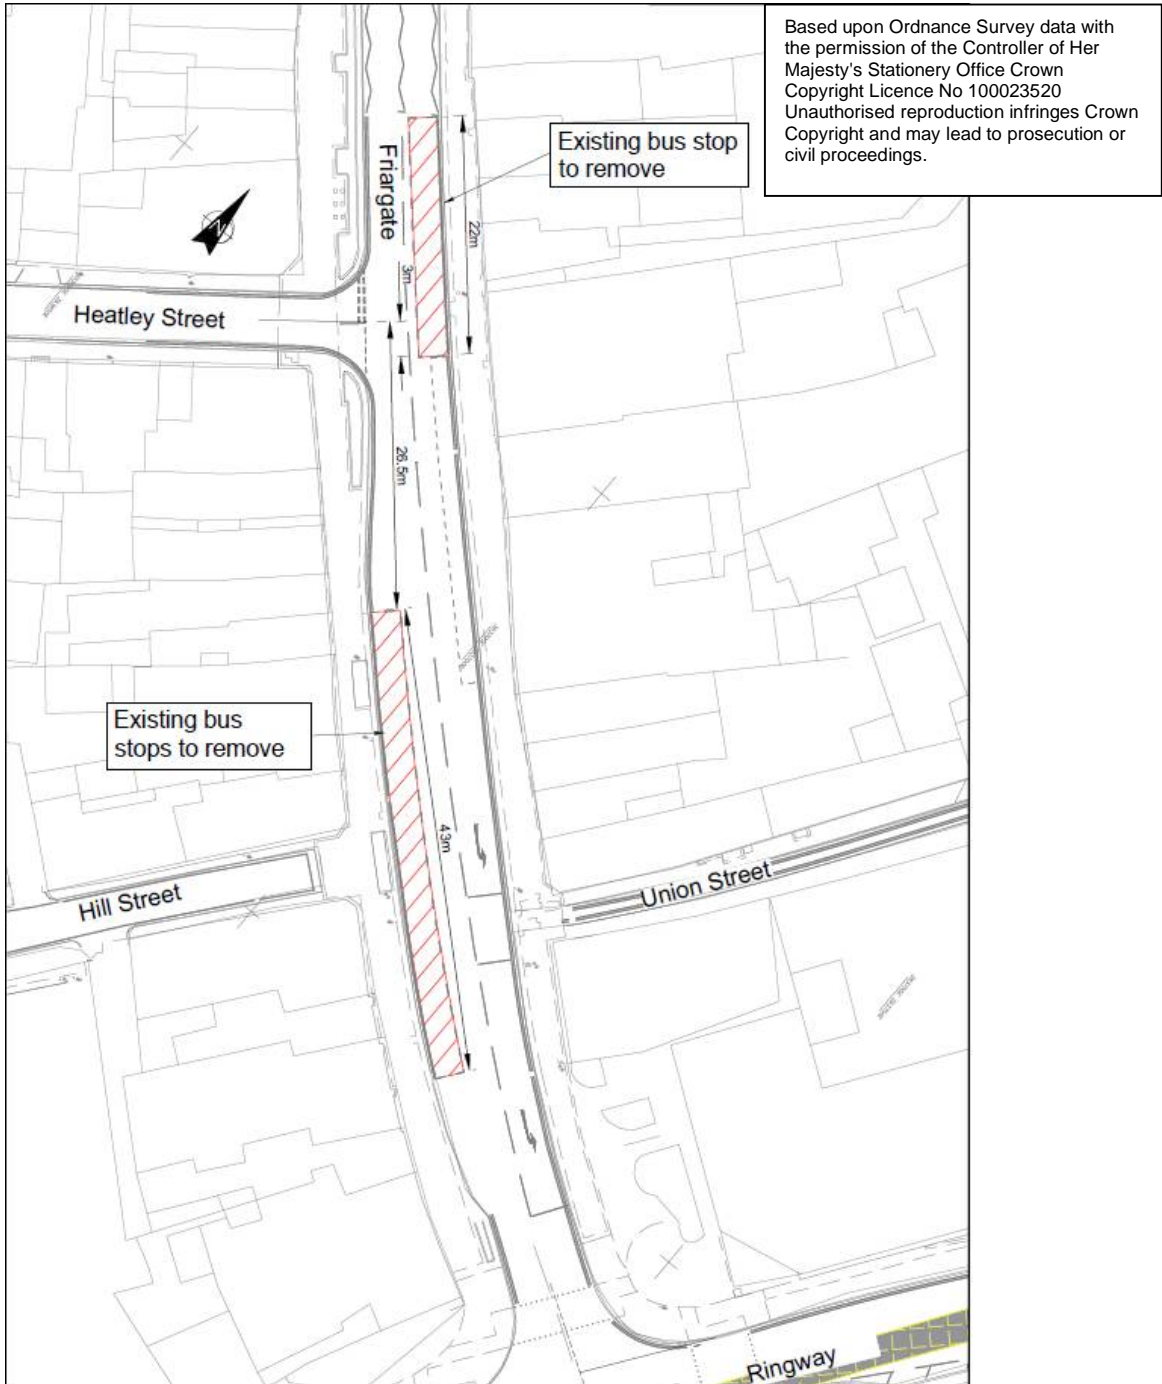 Based upon Ordnance Survey data with
the permission of the Controller of Her
Majesty's Stationery Office Crown
Copyright Licence No 100023520
Unauthorised reproduction infringes Crown
Copyright and may lead to prosecution or
civil proceedings.
Existing bus stop
to remove
Friargate
22m
N
3m
Heatley Street
26.5m
Existing bus
stops to remove
43m
Hill Street
Union Street
Ringway